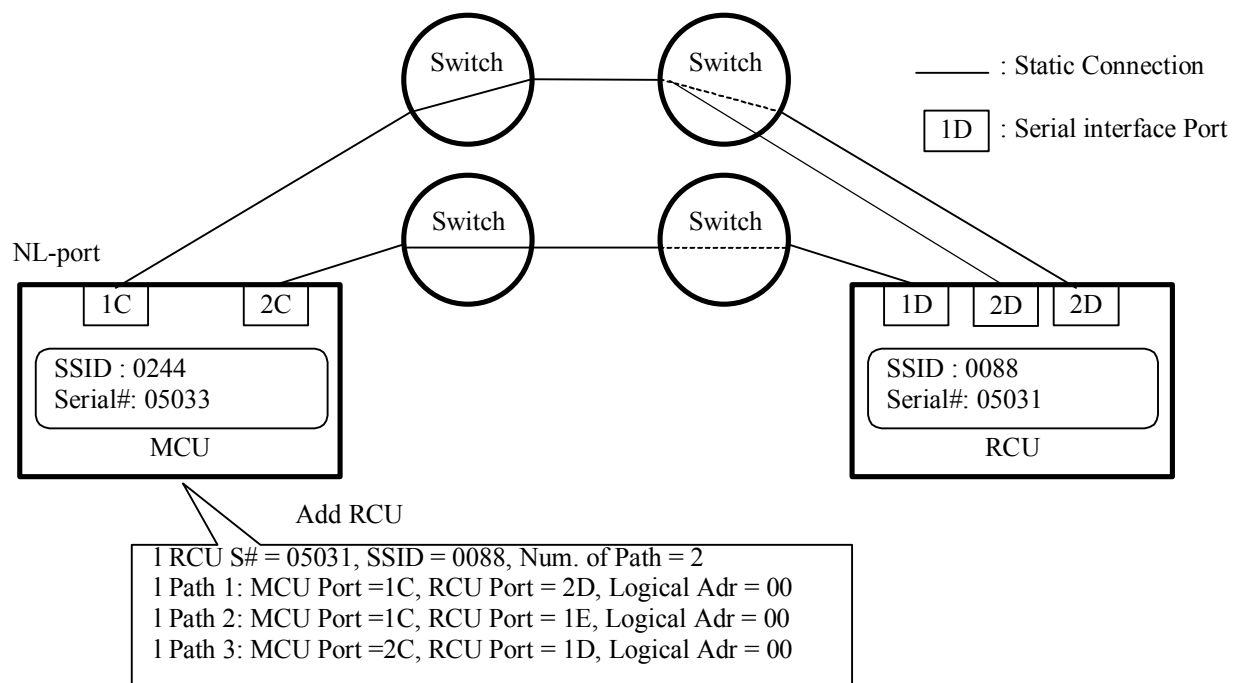 Switch
Switch
: Static Connection
1D
: Serial interface Port
Switch
Switch
NL-port
1C
2C
1D
2D
2D
SSID : 0244
Serial#: 05033
MCU
SSID : 0088
Serial#: 05031
RCU
Add RCU
l RCU S# = 05031, SSID = 0088, Num. of Path = 2
l Path 1: MCU Port =1C, RCU Port = 2D, Logical Adr = 00
l Path 2: MCU Port =1C, RCU Port = 1E, Logical Adr = 00
l Path 3: MCU Port =2C, RCU Port = 1D, Logical Adr = 00